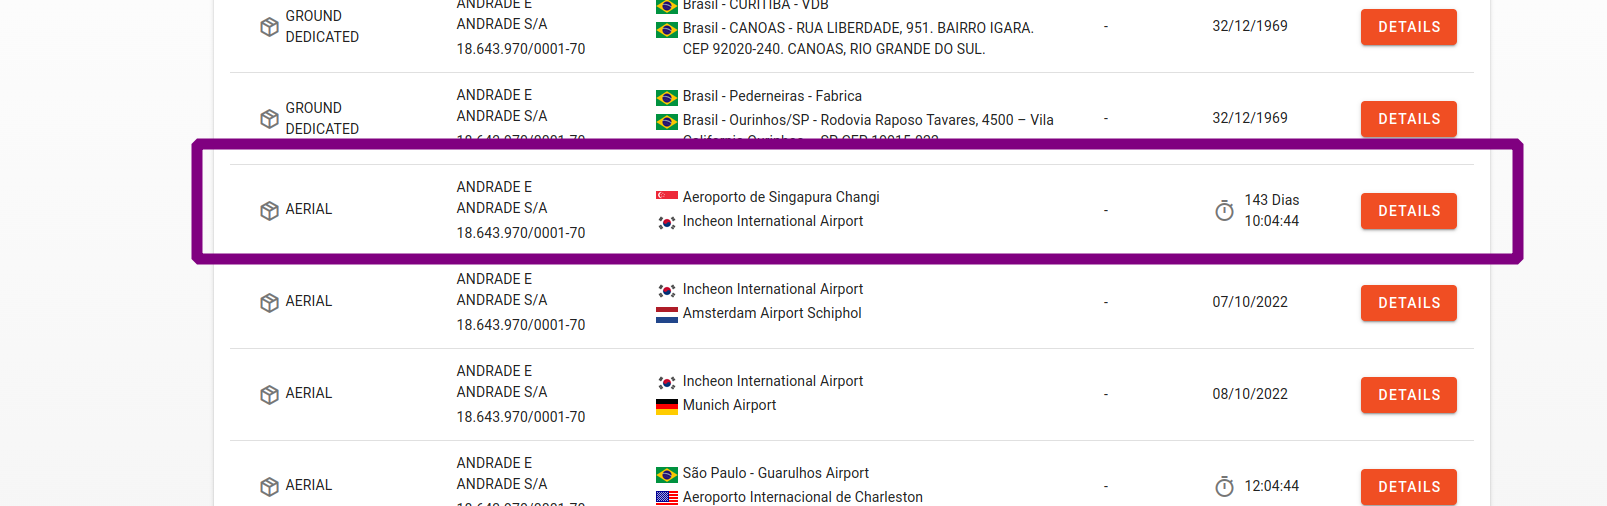 GROUND
DEDICATED
ANDRADE E
ANDRADE S/A
18.643.970/0001-70
Brasil - CURITIBA - VDB
Brasil - CANOAS - RUA LIBERDADE, 951. BAIRRO IGARA.
CEP 92020-240. CANOAS, RIO GRANDE DO SUL.
-
32/12/1969
DETAILS
GROUND
DEDICATED
ANDRADE E
ANDRADE S/A
Brasil - Pederneiras - Fabrica
Brasil - Ourinhos/SP - Rodovia Raposo Tavares, 4500 – Vila
-
32/12/1969
DETAILS
AERIAL
ANDRADE E
ANDRADE S/A
18.643.970/0001-70
Aeroporto de Singapura Changi
Incheon International Airport
-
143 Dias
10:04:44
DETAILS
AERIAL
ANDRADE E
ANDRADE S/A
18.643.970/0001-70
Incheon International Airport
Amsterdam Airport Schiphol
-
07/10/2022
DETAILS
AERIAL
ANDRADE E
ANDRADE S/A
18.643.970/0001-70
Incheon International Airport
Munich Airport
-
08/10/2022
DETAILS
AERIAL
ANDRADE E
ANDRADE S/A
São Paulo - Guarulhos Airport
Aeroporto Internacional de Charleston
-
12:04:44
DETAILS